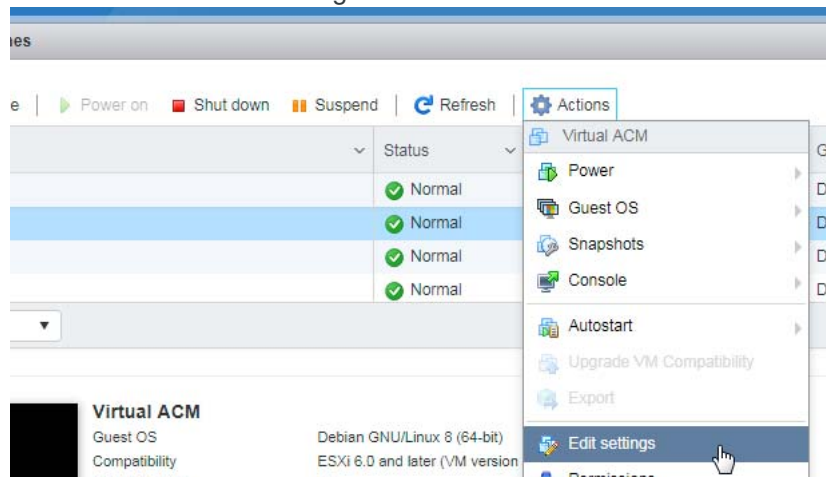 e Power on Shut down Suspend Refresh Actions
Virtual ACM
Status
Power
Normal
Guest OS
Normal
Snapshots
Normal
Console
Normal
Autostart
Upgrade VM Compatibility
Export
Virtual ACM
Guest OS Debian GNU/Linux 8 (64-bit)
Edit settings
Compatibility ESXi 6.0 and later (VM version